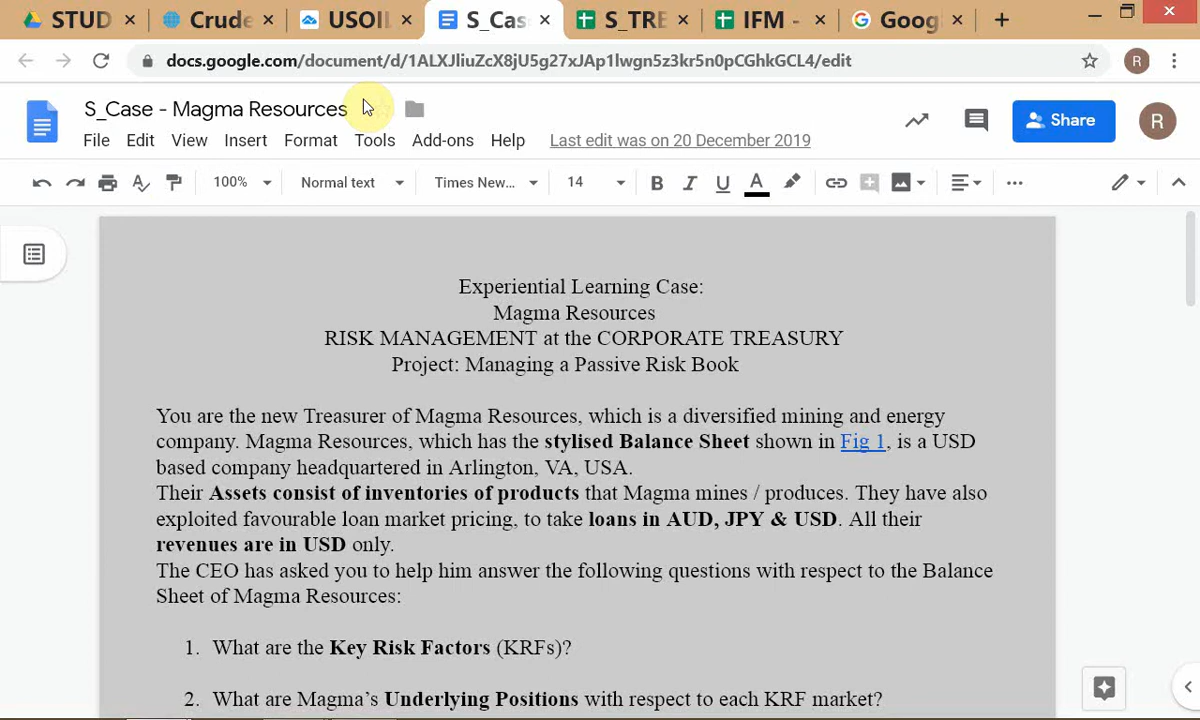 STUD
Crude
USOII
S_Cas
S_TRE
IFM -
Goog
docs.google.com/document/d/1ALXJliuZcX8jU5g27xJAp1lwgn5z3kr5n0pCGhkGCL4/edit
R
S_Case - Magma Resources
Share
R
File Edit View Insert Format Tools Add-ons Help Last edit was on 20 December 2019
100% Normal text Times New... 14 B I U A
Experiential Learning Case:
Magma Resources
RISK MANAGEMENT at the CORPORATE TREASURY
Project: Managing a Passive Risk Book
You are the new Treasurer of Magma Resources, which is a diversified mining and energy
company. Magma Resources, which has the stylised Balance Sheet shown in Fig 1, is a USD
based company headquartered in Arlington, VA, USA.
Their Assets consist of inventories of products that Magma mines / produces. They have also
exploited favourable loan market pricing, to take loans in AUD, JPY & USD. All their
revenues are in USD only.
The CEO has asked you to help him answer the following questions with respect to the Balance
Sheet of Magma Resources:
1. What are the Key Risk Factors (KRFs)?
2. What are Magma's Underlying Positions with respect to each KRF market?